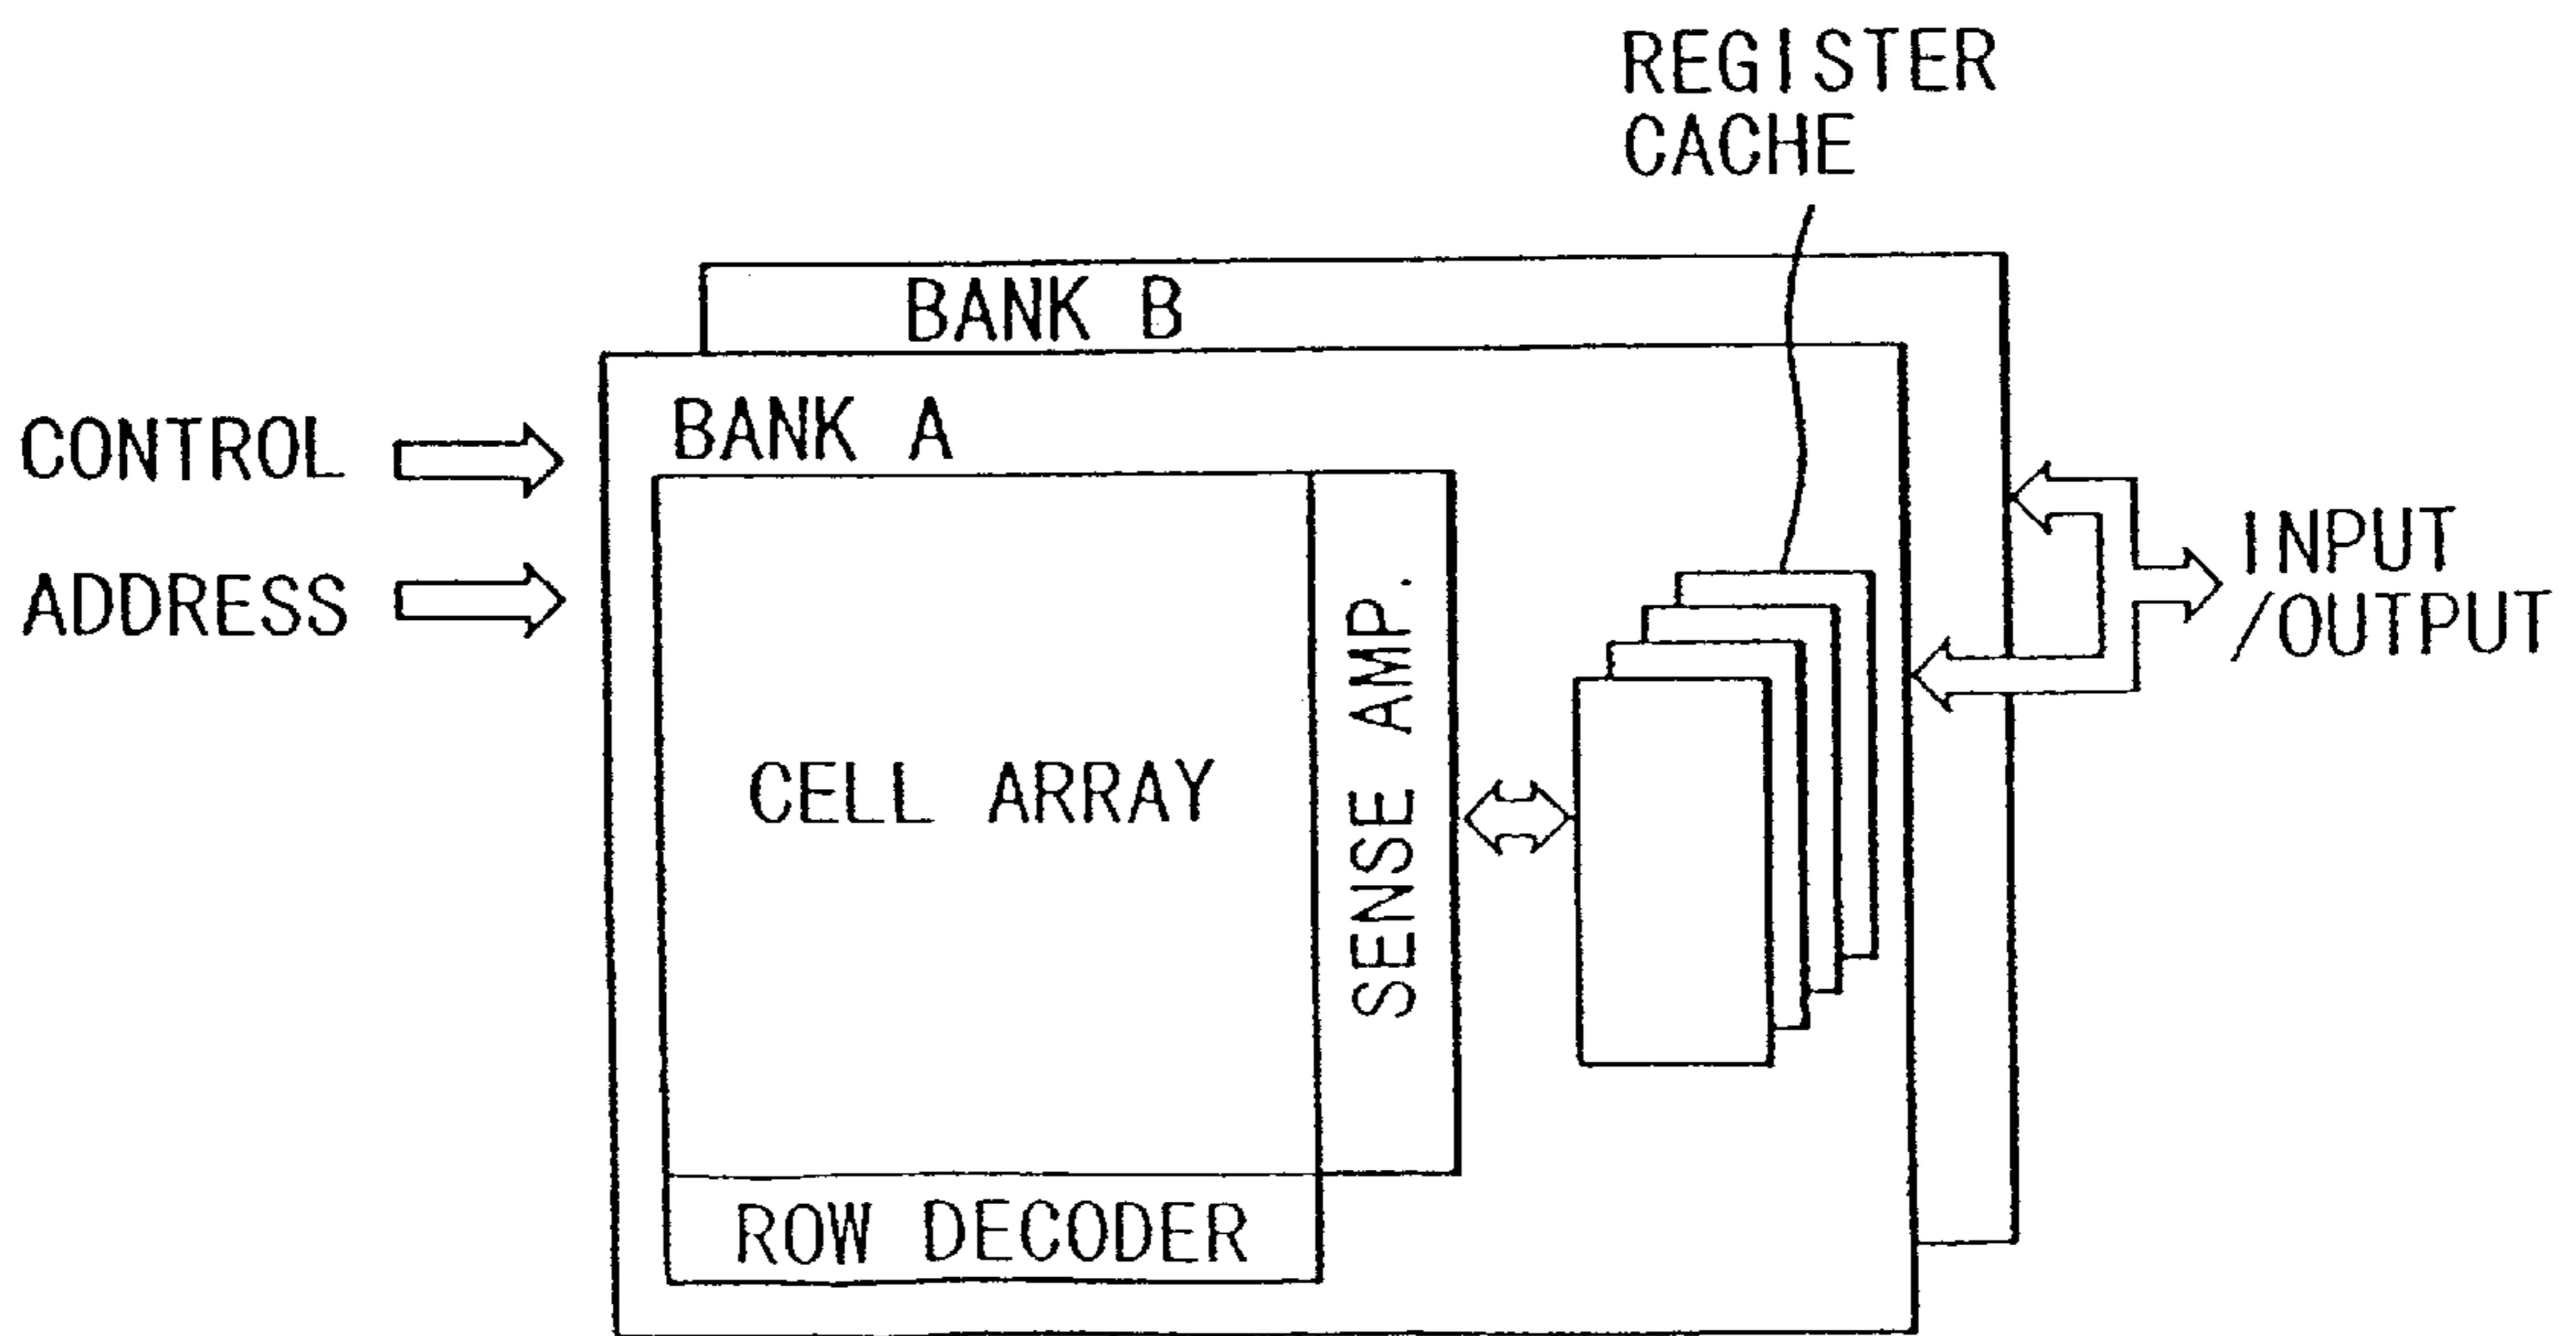 REGISTER
CACHE
BANK B
BANK A
CONTROL
ADDRESS
CELL ARRAY
SENSE AMP.
ROW DECODER
INPUT
/OUTPUT